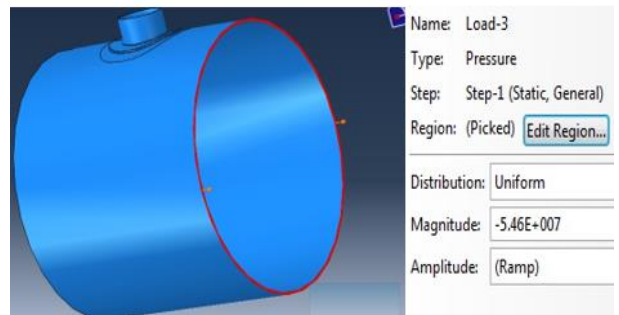 Name: Load-3
Type: Pressure
Step: Step-1 (Static, General)
Region: (Picked) Edit Region...
Distribution: Uniform
Magnitude: -5.46E+007
Amplitude: (Ramp)